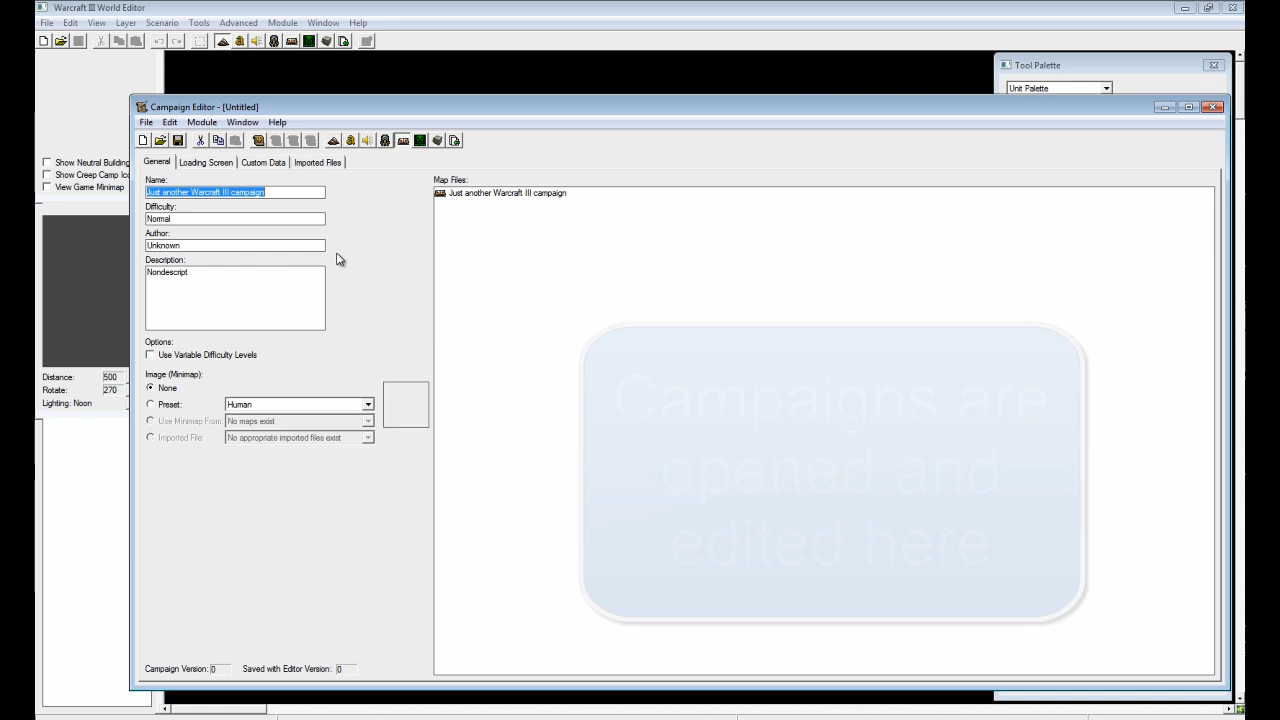 Warcraft III World Editor
File Edit View Layer Scenario Tools Advanced Module Window Help
Tool Palette
Unit Palette
Campaign Editor - [Untitled]
File Edit Module Window Help
General Loading Screen Custom Data Imported Files
Show Neutral Building
Show Creep Camp Ico
View Game Minimap
Name:
Just another Warcraft III campaign
Difficulty:
Normal
Author:
Unknown
Description:
Nondescript
Options:
Use Variable Difficulty Levels
Image (Minimap):
None
Preset: Human
Use Minimap From: No maps exist
Imported File: No appropriate imported files exist
Map Files:
Just another Warcraft III campaign
Distance: 500
Rotate: 270
Lighting: Noon
Campaigns are
opened and
edited here
Campaign Version: 0 Saved with Editor Version: 0